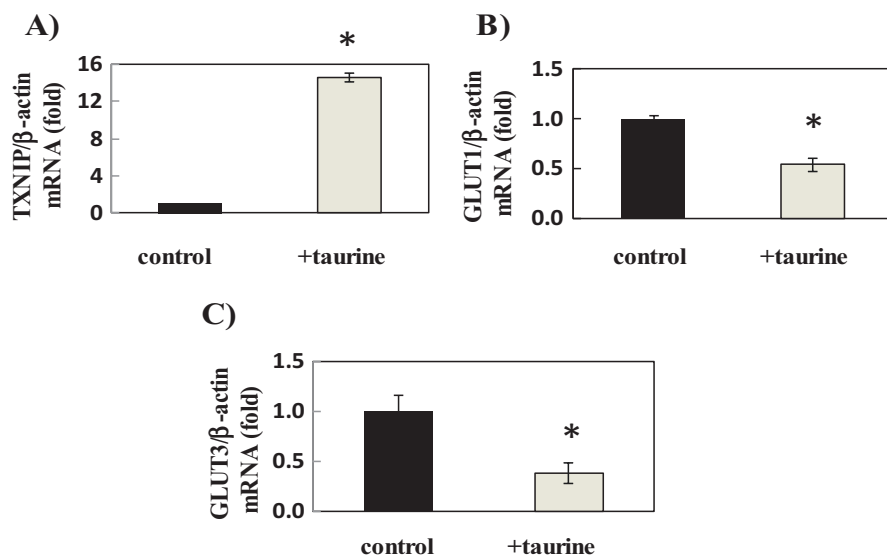 A)
TXNIP/β-actin
mRNA (fold)
16
12
8
4
0
*
control
+taurine
B)
GLUT1/β-actin
mRNA (fold)
1.5
1.0
0.5
0.0
*
control
+taurine
C)
GLUT3/β-actin
mRNA (fold)
1.5
1.0
0.5
0.0
*
control
+taurine